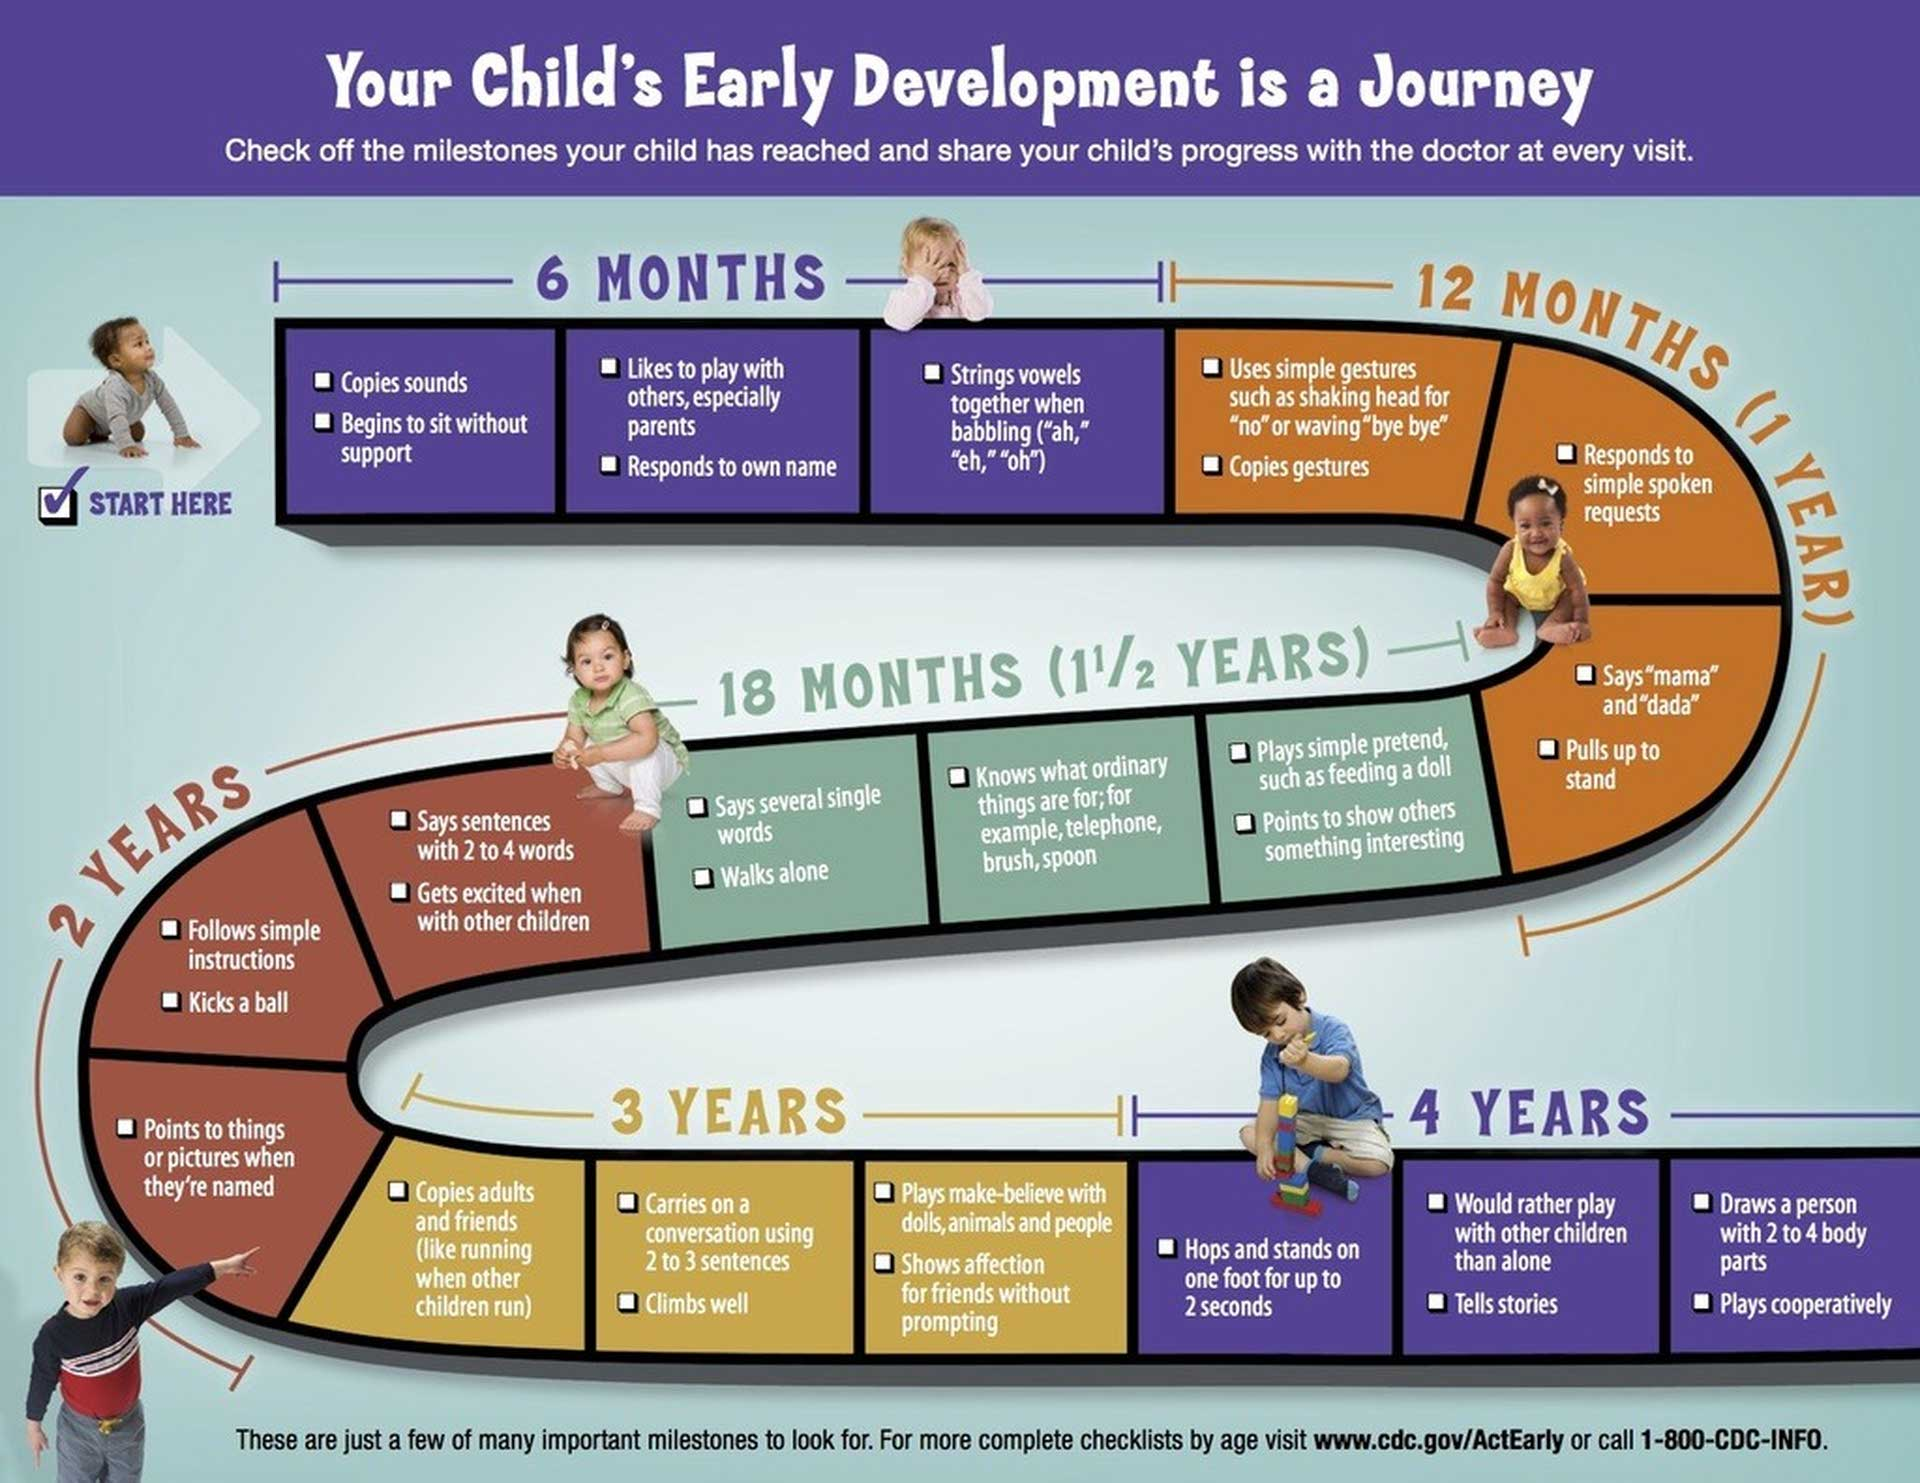 Your Child's Early Development is a Journey
Check off the milestones your child has reached and share your child's progress with the doctor at every visit.
START HERE
6 MONTHS
Copies sounds
Begins to sit without
support
Likes to play with
others, especially
parents
Responds to own name
Strings vowels
together when
babbling ("ah,"
"eh," "oh")
12 MONTHS (1 YEAR)
Uses simple gestures
such as shaking head for
"no" or waving "bye bye"
Copies gestures
Responds to
simple spoken
requests
Says "mama"
and "dada"
Pulls up to
stand
18 MONTHS (1 1/2 YEARS)
Plays simple pretend,
such as feeding a doll
Points to show others
something interesting
Knows what ordinary
things are for; for
example, telephone,
brush, spoon
Says several single
words
Walks alone
2 YEARS
Says sentences
with 2 to 4 words
Gets excited when
with other children
Follows simple
instructions
Kicks a ball
Points to things
or pictures when
they're named
3 YEARS
Copies adults
and friends
(like running
when other
children run)
Carries on a
conversation using
2 to 3 sentences
Climbs well
Plays make-believe with
dolls, animals and people
Shows affection
for friends without
prompting
4 YEARS
Hops and stands on
one foot for up to
2 seconds
Would rather play
with other children
than alone
Tells stories
Draws a person
with 2 to 4 body
parts
Plays cooperatively
These are just a few of many important milestones to look for. For more complete checklists by age visit www.cdc.gov/ActEarly or call 1-800-CDC-INFO.